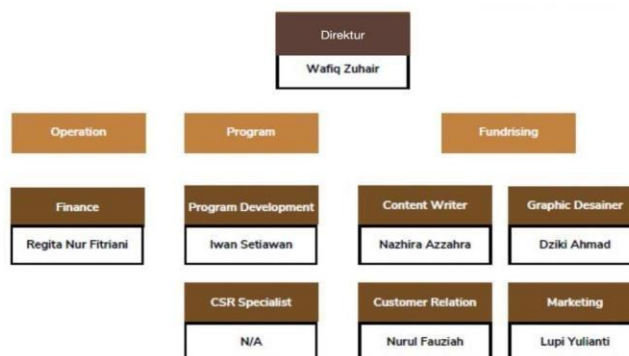 Direktur
Wafiq Zuhair
Operation
Program
Fundrising
Finance
Regita Nur Fitriani
Program Development
Iwan Setiawan
Content Writer
Nazhira Azzahra
Graphic Desainer
Dziki Ahmad
CSR Specialist
N/A
Customer Relation
Nurul Fauziah
Marketing
Lupi Yulianti